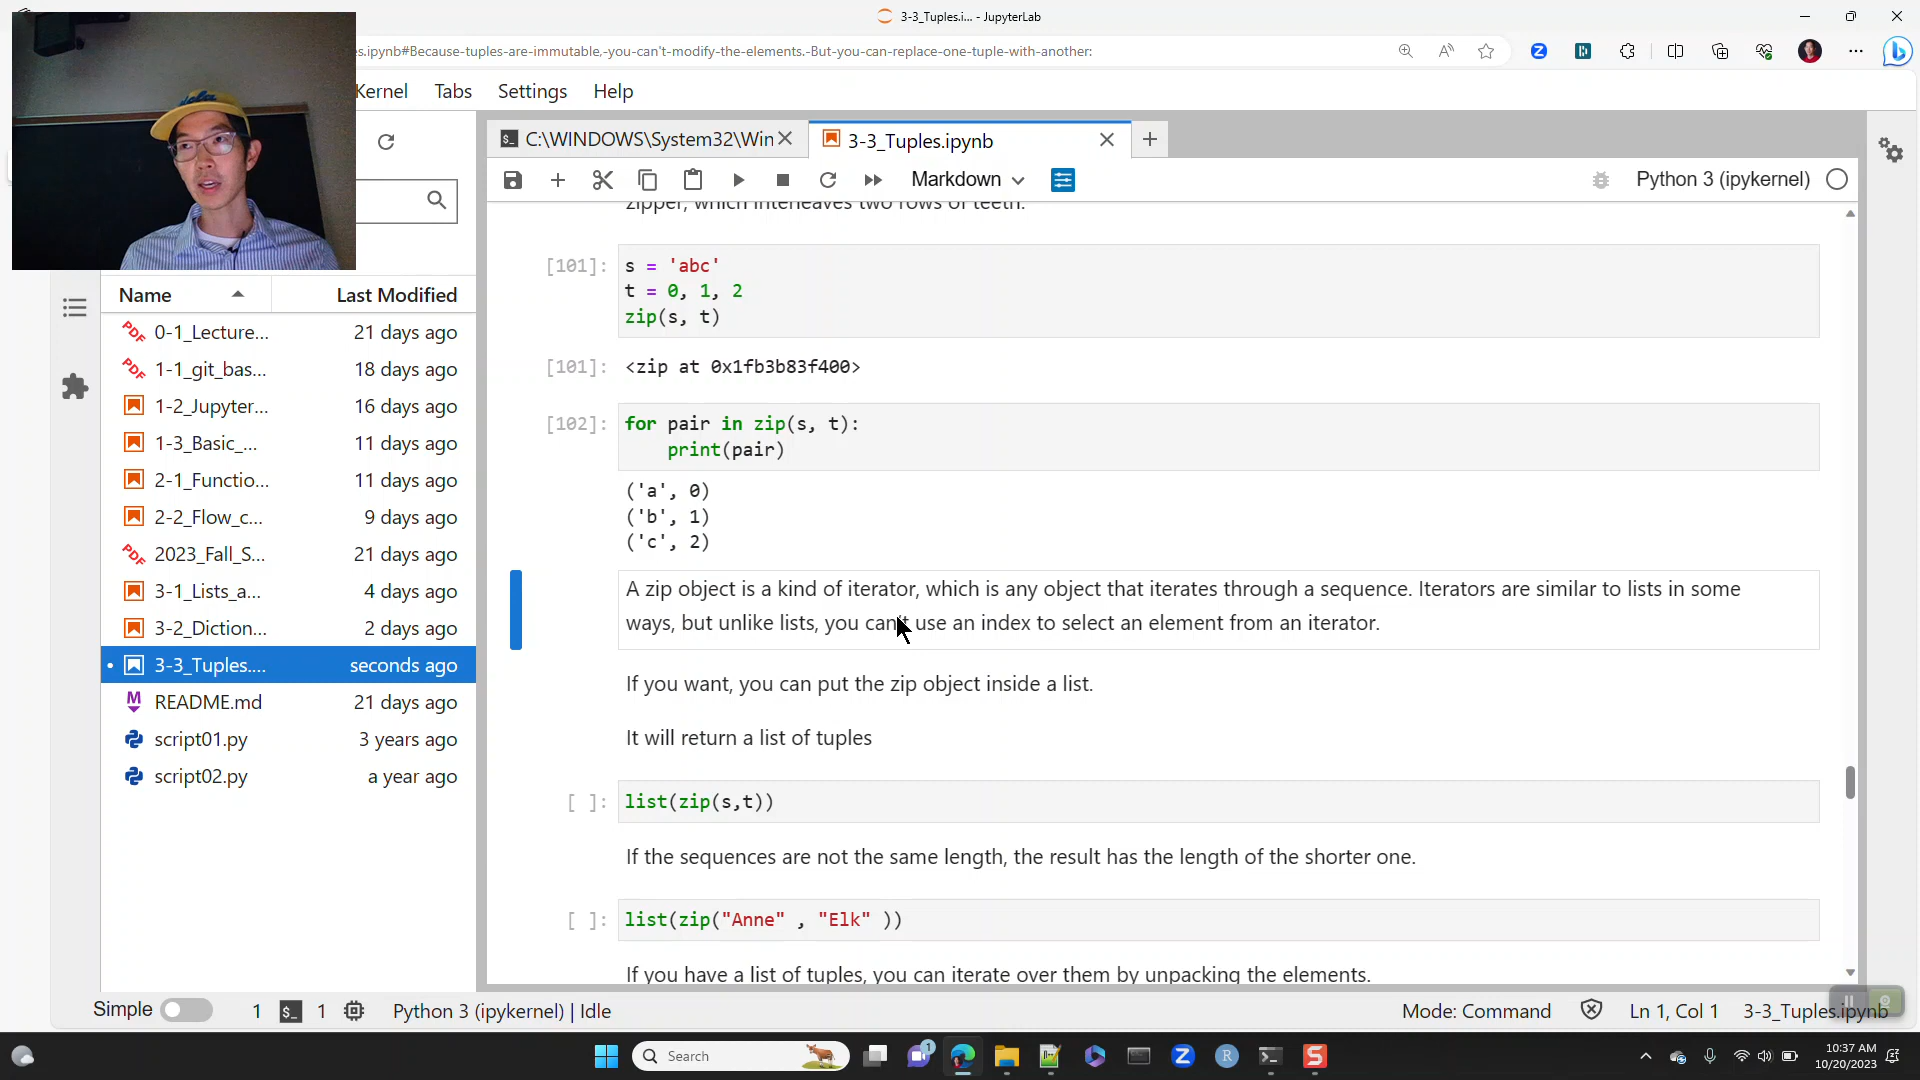 3-3_Tuples.i... - JupyterLab
es.ipynb#Because-tuples-are-immutable,-you-can't-modify-the-elements.-But-you-can-replace-one-tuple-with-another:
Kernel Tabs Settings Help
C:\WINDOWS\System32\Win
3-3_Tuples.ipynb
Markdown
Python 3 (ipykernel)
zipper, which interleaves two rows of teeth.
[101]: s = 'abc'
t = 0, 1, 2
zip(s, t)
[101]: <zip at 0x1fb3b83f400>
[102]: for pair in zip(s, t):
print(pair)
('a', 0)
('b', 1)
('c', 2)
A zip object is a kind of iterator, which is any object that iterates through a sequence. Iterators are similar to lists in some
ways, but unlike lists, you can't use an index to select an element from an iterator.
If you want, you can put the zip object inside a list.
It will return a list of tuples
[ ]: list(zip(s,t))
If the sequences are not the same length, the result has the length of the shorter one.
[ ]: list(zip("Anne" , "Elk" ))
If you have a list of tuples, you can iterate over them by unpacking the elements.
Name Last Modified
0-1_Lecture... 21 days ago
1-1_git_bas... 18 days ago
1-2_Jupyter... 16 days ago
1-3_Basic_... 11 days ago
2-1_Functio... 11 days ago
2-2_Flow_c... 9 days ago
2023_Fall_S... 21 days ago
3-1_Lists_a... 4 days ago
3-2_Diction... 2 days ago
3-3_Tuples.... seconds ago
README.md 21 days ago
script01.py 3 years ago
script02.py a year ago
Simple 1 1 Python 3 (ipykernel) | Idle
Mode: Command Ln 1, Col 1 3-3_Tuples.ipynb
Search
10:37 AM
10/20/2023